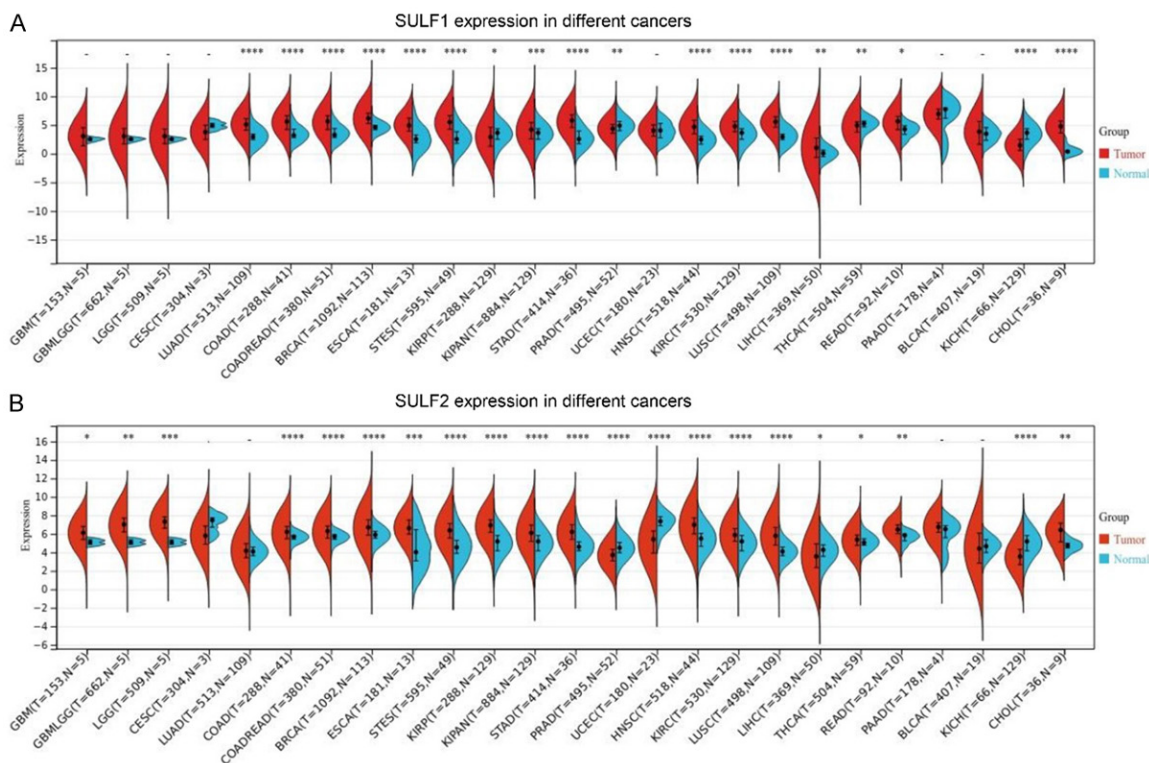 A
SULF1 expression in different cancers
- - - - **** **** **** **** **** **** * *** **** ** - **** **** **** ** ** * - - **** ****
Expression
15
10
5
0
−5
−10
−15
Group
Tumor
Normal
GBM(T=153,N=5)
GBMLGG(T=662,N=5)
LGG(T=509,N=5)
CESC(T=304,N=3)
LUAD(T=513,N=109)
COAD(T=288,N=41)
COADREAD(T=380,N=51)
BRCA(T=1092,N=113)
ESCA(T=181,N=13)
STES(T=595,N=49)
KIRP(T=288,N=129)
KIPAN(T=884,N=129)
STAD(T=414,N=36)
PRAD(T=495,N=52)
UCEC(T=180,N=23)
HNSC(T=518,N=44)
KIRC(T=530,N=129)
LUSC(T=498,N=109)
LIHC(T=369,N=50)
THCA(T=504,N=59)
READ(T=92,N=10)
PAAD(T=178,N=4)
BLCA(T=407,N=19)
KICH(T=66,N=129)
CHOL(T=36,N=9)
B
SULF2 expression in different cancers
* ** *** - - **** **** **** *** **** **** **** **** **** **** **** **** **** * * ** - - **** **
Expression
16
14
12
10
8
6
4
2
0
−2
−4
−6
Group
Tumor
Normal
GBM(T=153,N=5)
GBMLGG(T=662,N=5)
LGG(T=509,N=5)
CESC(T=304,N=3)
LUAD(T=513,N=109)
COAD(T=288,N=41)
COADREAD(T=380,N=51)
BRCA(T=1092,N=113)
ESCA(T=181,N=13)
STES(T=595,N=49)
KIRP(T=288,N=129)
KIPAN(T=884,N=129)
STAD(T=414,N=36)
PRAD(T=495,N=52)
UCEC(T=180,N=23)
HNSC(T=518,N=44)
KIRC(T=530,N=129)
LUSC(T=498,N=109)
LIHC(T=369,N=50)
THCA(T=504,N=59)
READ(T=92,N=10)
PAAD(T=178,N=4)
BLCA(T=407,N=19)
KICH(T=66,N=129)
CHOL(T=36,N=9)